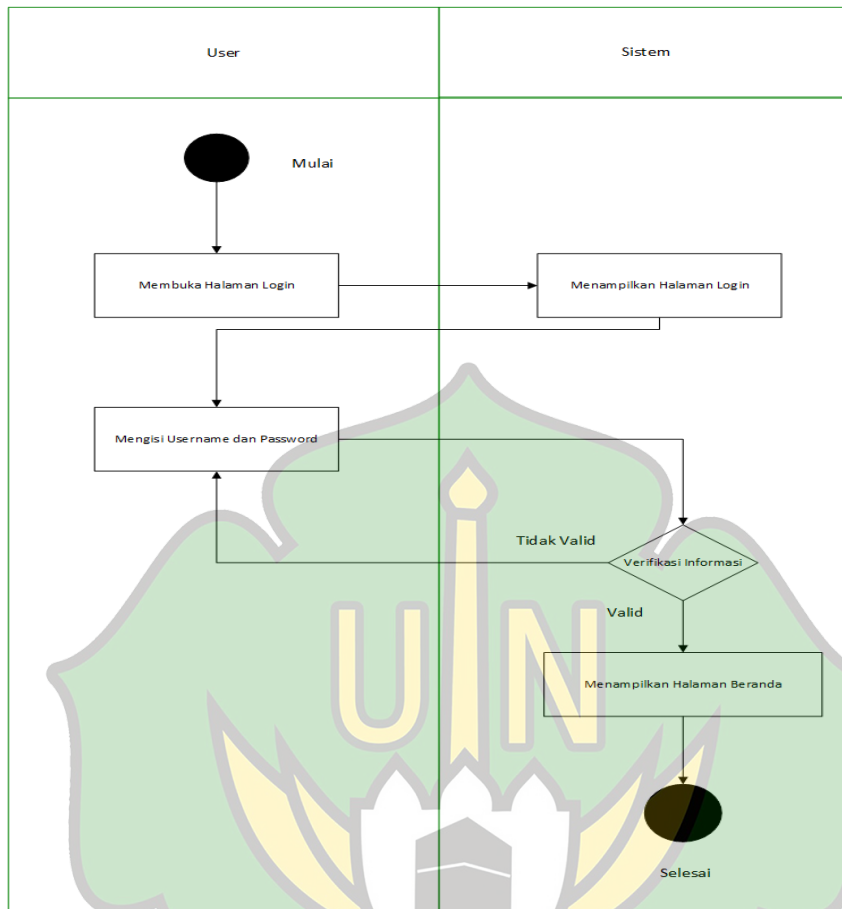 User
Sistem
Mulai
Membuka Halaman Login
Menampilkan Halaman Login
Mengisi Username dan Password
Tidak Valid
Verifikasi Informasi
Valid
Menampilkan Halaman Beranda
Selesai
UIN